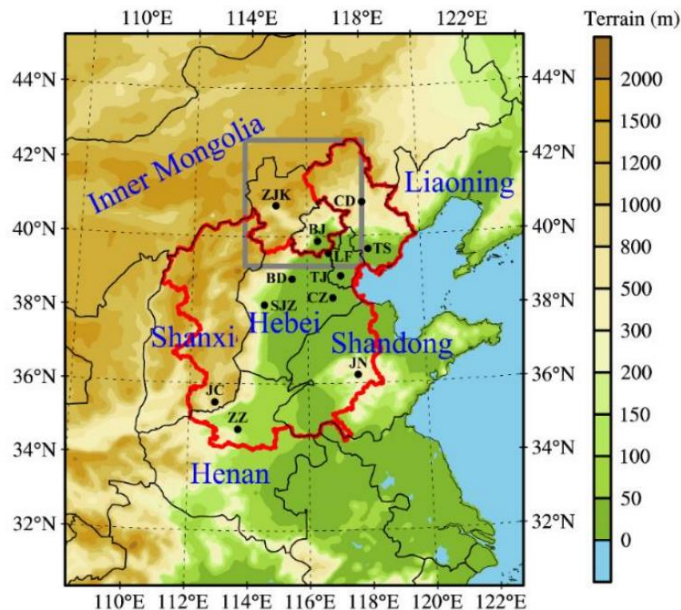 110°E 114°E 118°E 122°E
Terrain (m)
44°N
44°N
42°N
42°N
40°N
40°N
38°N
38°N
36°N
36°N
34°N
34°N
32°N
32°N
Inner Mongolia
Liaoning
ZJK
CD
BJ
LF
TS
BD
TJ
SJZ
CZ
Hebei
Shanxi
Shandong
JN
JC
ZZ
Henan
2000
1500
1200
1000
800
500
300
200
150
100
50
0
110°E 112°E 114°E 116°E 118°E 120°E 122°E